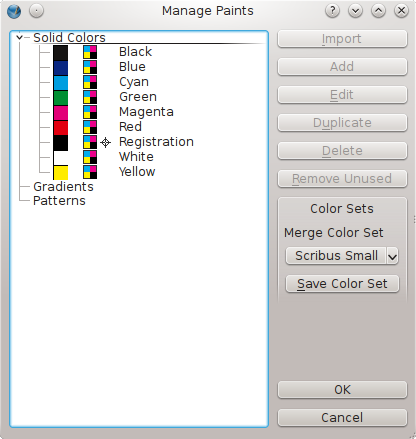 Manage Paints
Solid Colors
Black
Blue
Cyan
Green
Magenta
Red
Registration
White
Yellow
Gradients
Patterns
Import
Add
Edit
Duplicate
Delete
Remove Unused
Color Sets
Merge Color Set
Scribus Small
Save Color Set
OK
Cancel